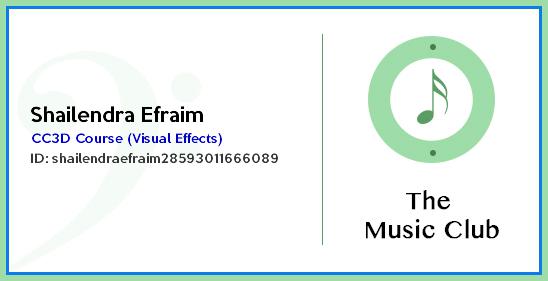 Shailendra Efraim
CC3D Course (Visual Effects)
ID: shailendraefraim28593011666089
The
Music Club